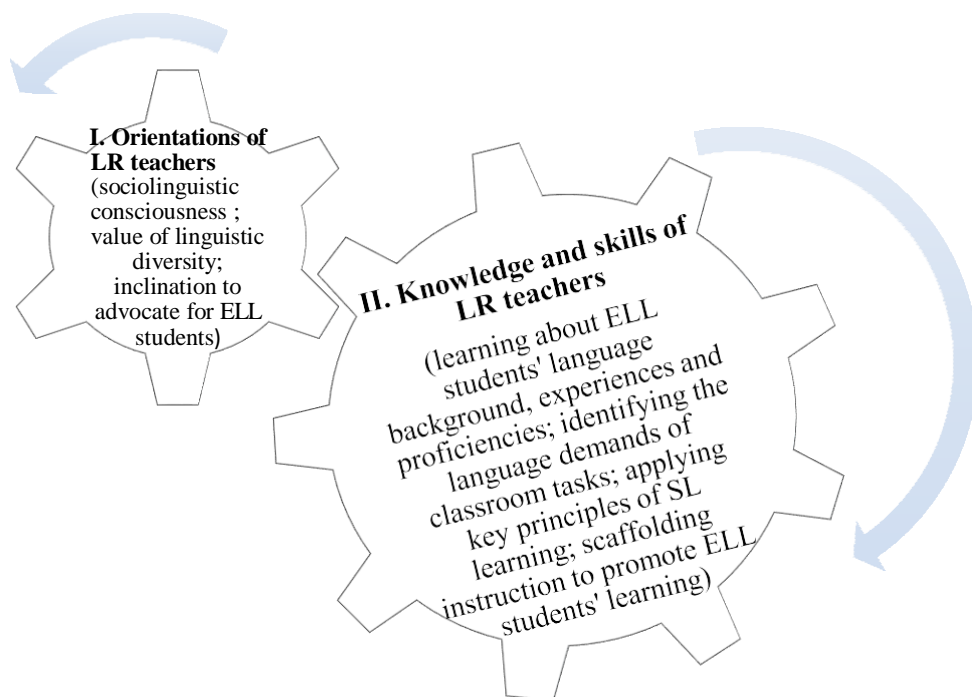 I. Orientations of
LR teachers
(sociolinguistic
consciousness ;
value of linguistic
diversity;
inclination to
advocate for ELL
students)
II. Knowledge and skills of
LR teachers
(learning about ELL
students' language
background, experiences and
proficiencies; identifying the
language demands of
classroom tasks; applying
key principles of SL
learning; scaffolding
instruction to promote ELL
students' learning)